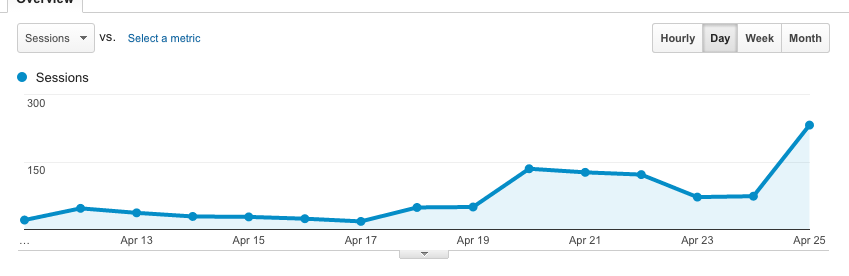 Overview
Sessions vs. Select a metric Hourly Day Week Month
Sessions
300
150
... Apr 13 Apr 15 Apr 17 Apr 19 Apr 21 Apr 23 Apr 25